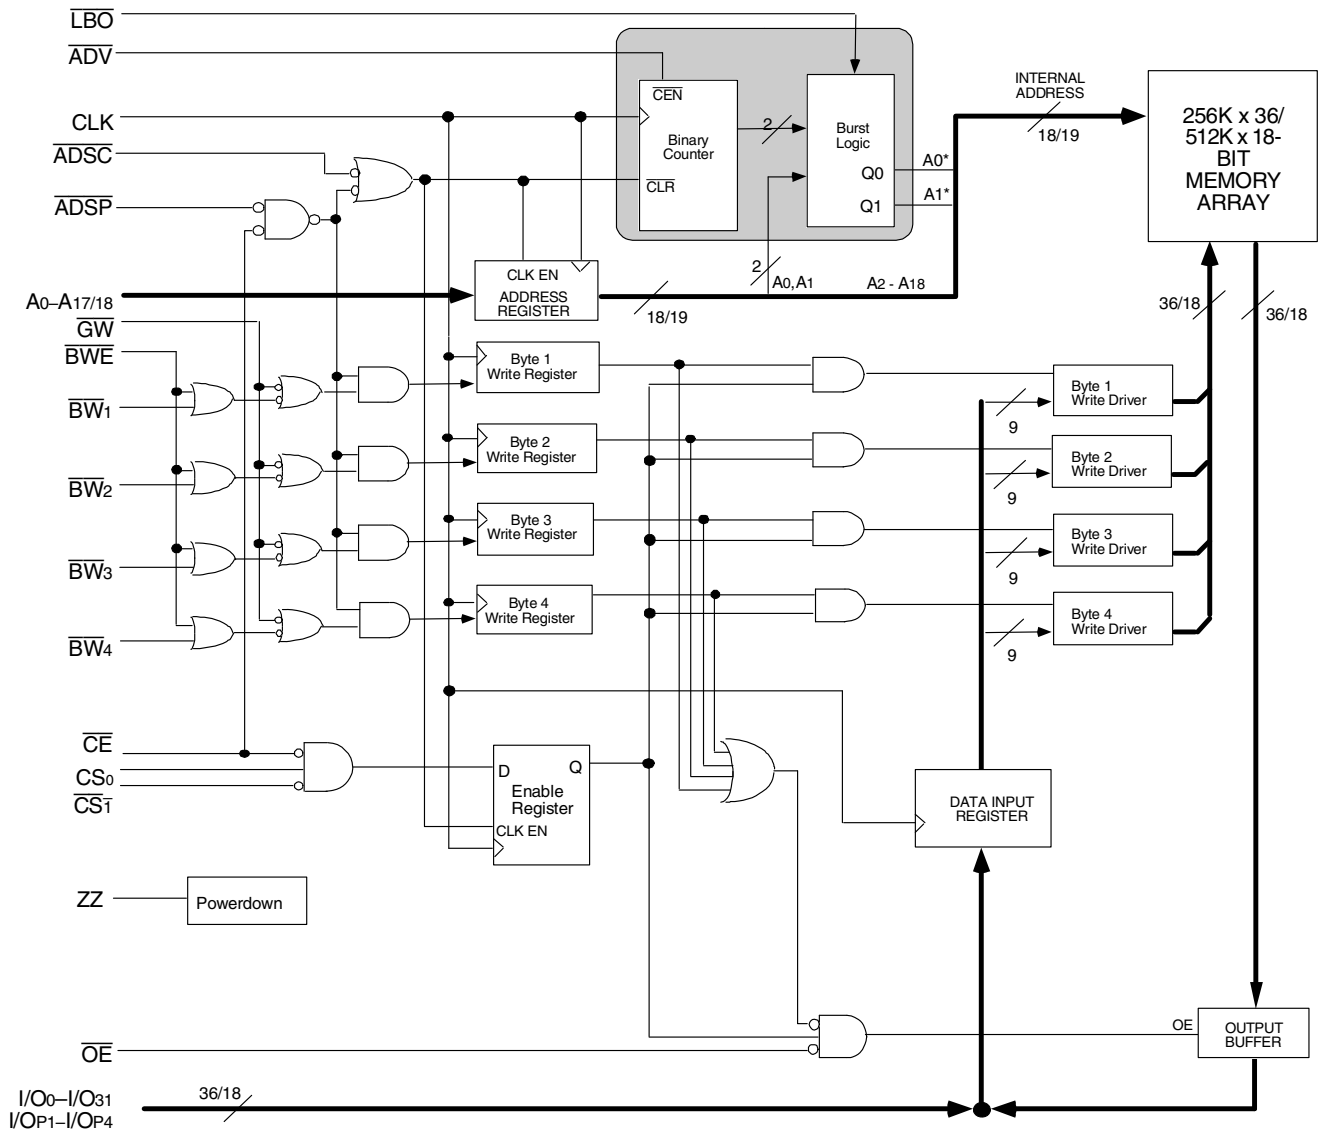 LBO
ADV
CLK
ADSC
ADSP
CEN
Binary
Counter
CLR
2
Burst
Logic
Q0
Q1
A0*
A1*
INTERNAL
ADDRESS
18/19
256K x 36/
512K x 18-
BIT
MEMORY
ARRAY
A0–A17/18
CLK EN
ADDRESS
REGISTER
18/19
2
A0,A1
A2 - A18
36/18
36/18
GW
BWE
BW1
BW2
BW3
BW4
Byte 1
Write Register
Byte 2
Write Register
Byte 3
Write Register
Byte 4
Write Register
9
Byte 1
Write Driver
9
Byte 2
Write Driver
9
Byte 3
Write Driver
9
Byte 4
Write Driver
CE
CS0
CS1
D
Q
Enable
Register
CLK EN
DATA INPUT
REGISTER
ZZ
Powerdown
OE
OE
OUTPUT
BUFFER
I/O0–I/O31
I/OP1–I/OP4
36/18